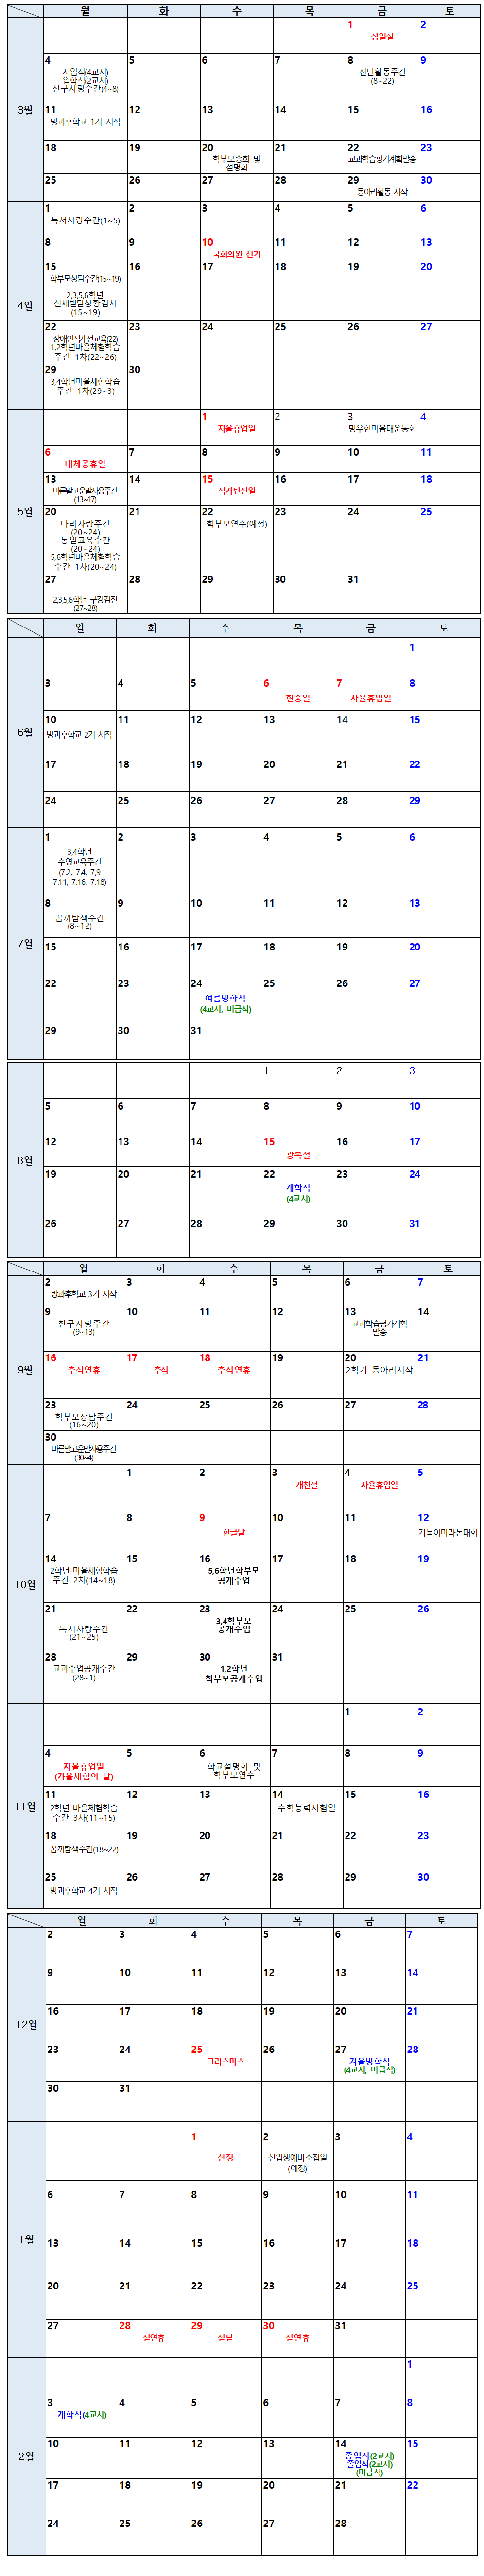 월 화 수 목 금 토
3월
1 2
삼일절
4 5 6 7 8 9
시업식(4교시)
입학식(2교시)
친구사랑주간(4~8)
진단활동주간
(8~22)
11 12 13 14 15 16
방과후학교 1기 시작
18 19 20 21 22 23
학부모총회 및
설명회
교과학습평가계획발송
25 26 27 28 29 30
동아리활동 시작
4월
1 2 3 4 5 6
독서사랑주간(1~5)
8 9 10 11 12 13
국회의원 선거
15 16 17 18 19 20
학부모상담주간(15~19)
2,3,5,6학년
신체발달상황검사
(15~19)
22 23 24 25 26 27
장애인식개선교육(22)
1,2학년마을체험학습
주간 1차(22~26)
29 30
3,4학년마을체험학습
주간 1차(29~3)
5월
1 2 3 4
자율휴업일
망우한마음대운동회
6 7 8 9 10 11
대체공휴일
13 14 15 16 17 18
바른말고운말사용주간
(13~17)
석가탄신일
20 21 22 23 24 25
나라사랑주간
(20~24)
통일교육주간
(20~24)
5,6학년마을체험학습
주간 1차(20~24)
학부모연수(예정)
27 28 29 30 31
2,3,5,6학년 구강검진
(27~28)
월 화 수 목 금 토
6월
1
3 4 5 6 7 8
현충일
자율휴업일
10 11 12 13 14 15
방과후학교 2기 시작
17 18 19 20 21 22
24 25 26 27 28 29
7월
1 2 3 4 5 6
3,4학년
수영교육주간
(7.2, 7.4, 7.9
7.11, 7.16, 7.18)
8 9 10 11 12 13
꿈끼탐색주간
(8~12)
15 16 17 18 19 20
22 23 24 25 26 27
여름방학식
(4교시, 미급식)
29 30 31
8월
1 2 3
5 6 7 8 9 10
12 13 14 15 16 17
광복절
19 20 21 22 23 24
개학식
(4교시)
26 27 28 29 30 31
월 화 수 목 금 토
9월
2 3 4 5 6 7
방과후학교 3기 시작
9 10 11 12 13 14
친구사랑주간
(9~13)
교과학습평가계획
발송
16 17 18 19 20 21
추석연휴
추석
추석연휴
2학기 동아리시작
23 24 25 26 27 28
학부모상담주간
(16~20)
30
바른말고운말사용주간
(30~4)
10월
1 2 3 4 5
개천절
자율휴업일
7 8 9 10 11 12
한글날
거북이마라톤대회
14 15 16 17 18 19
2학년 마을체험학습
주간 2차(14~18)
5,6학년학부모
공개수업
21 22 23 24 25 26
독서사랑주간
(21~25)
3,4학부모
공개수업
28 29 30 31
교과수업공개주간
(28~1)
1,2학년
학부모공개수업
11월
1 2
4 5 6 7 8 9
자율휴업일
(가을체험의 날)
학교설명회 및
학부모연수
11 12 13 14 15 16
2학년 마을체험학습
주간 3차(11~15)
수학능력시험일
18 19 20 21 22 23
꿈끼탐색주간(18~22)
25 26 27 28 29 30
방과후학교 4기 시작
월 화 수 목 금 토
12월
2 3 4 5 6 7
9 10 11 12 13 14
16 17 18 19 20 21
23 24 25 26 27 28
크리스마스
겨울방학식
(4교시, 미급식)
30 31
1월
1 2 3 4
신정
신입생예비소집일
(예정)
6 7 8 9 10 11
13 14 15 16 17 18
20 21 22 23 24 25
27 28 29 30 31
설연휴
설날
설연휴
2월
1
3 4 5 6 7 8
개학식(4교시)
10 11 12 13 14 15
종업식(2교시)
졸업식(2교시)
(미급식)
17 18 19 20 21 22
24 25 26 27 28